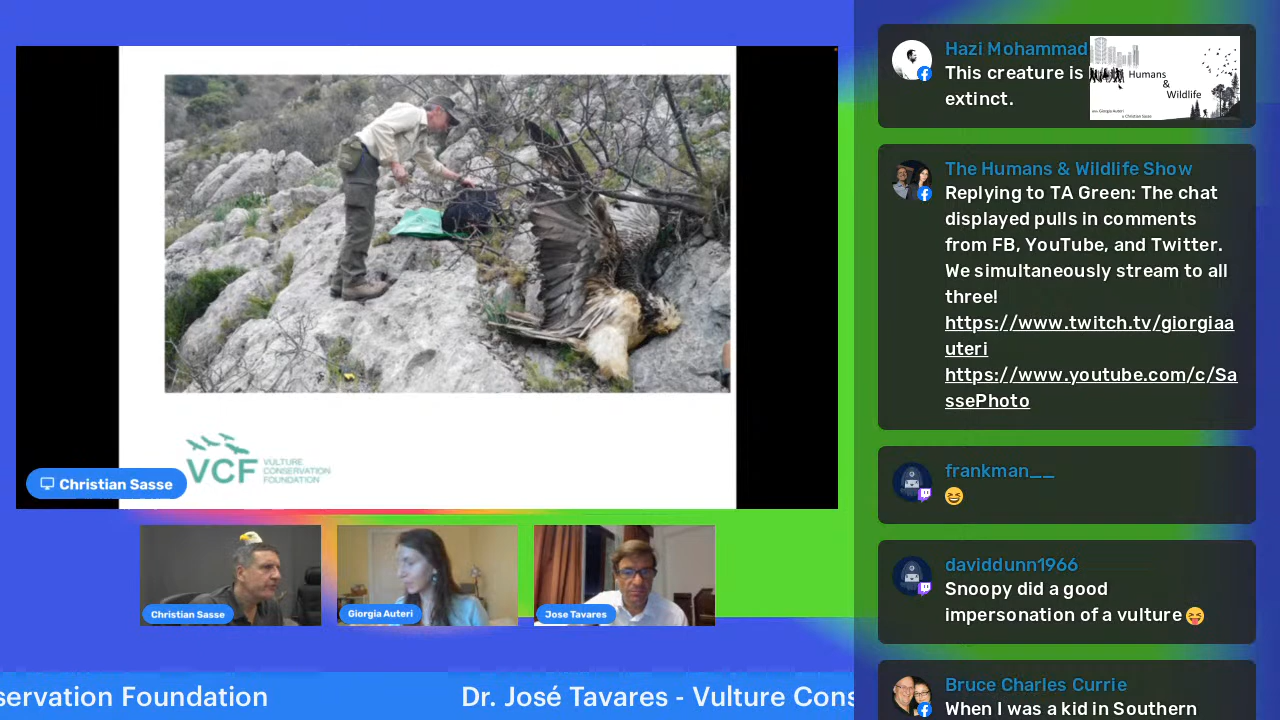 VCF VULTURE
CONSERVATION
FOUNDATION
Christian Sasse
Christian Sasse
Giorgia Auteri
Jose Tavares
servation Foundation
Dr. José Tavares - Vulture Cons
Hazi Mohammad
This creature is
extinct.
Humans
&
Wildlife
Giorgia Auteri
& Christian Sasse
The Humans & Wildlife Show
Replying to TA Green: The chat
displayed pulls in comments
from FB, YouTube, and Twitter.
We simultaneously stream to all
three!
https://www.twitch.tv/giorgiaa
uteri
https://www.youtube.com/c/Sa
ssePhoto
frankman__
daviddunn1966
Snoopy did a good
impersonation of a vulture 😝
Bruce Charles Currie
When I was a kid in Southern